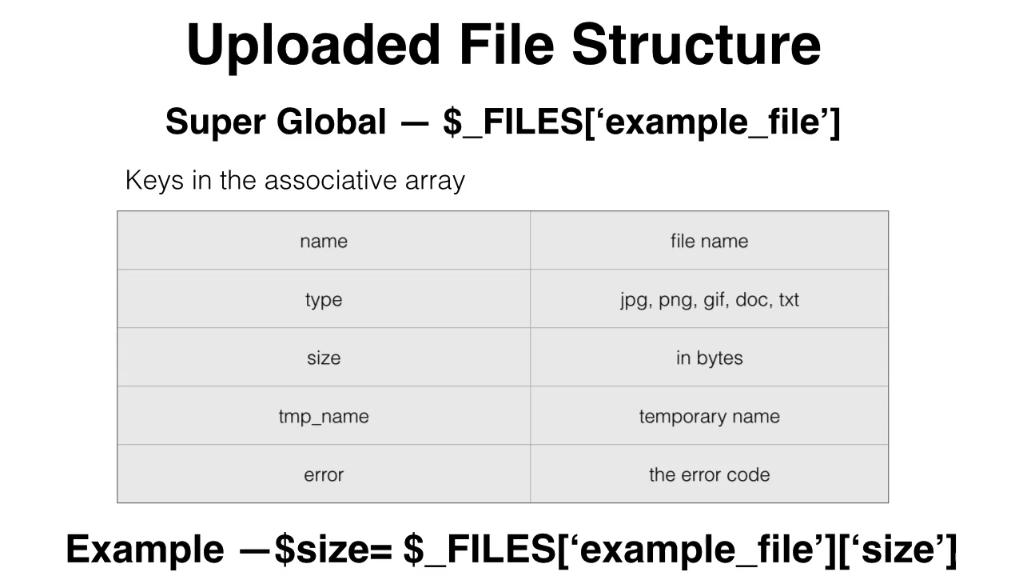 Uploaded File Structure
Super Global — $_FILES[‘example_file’]
Keys in the associative array
name file name
type jpg, png, gif, doc, txt
size in bytes
tmp_name temporary name
error the error code
Example —$size= $_FILES[‘example_file’][‘size’]